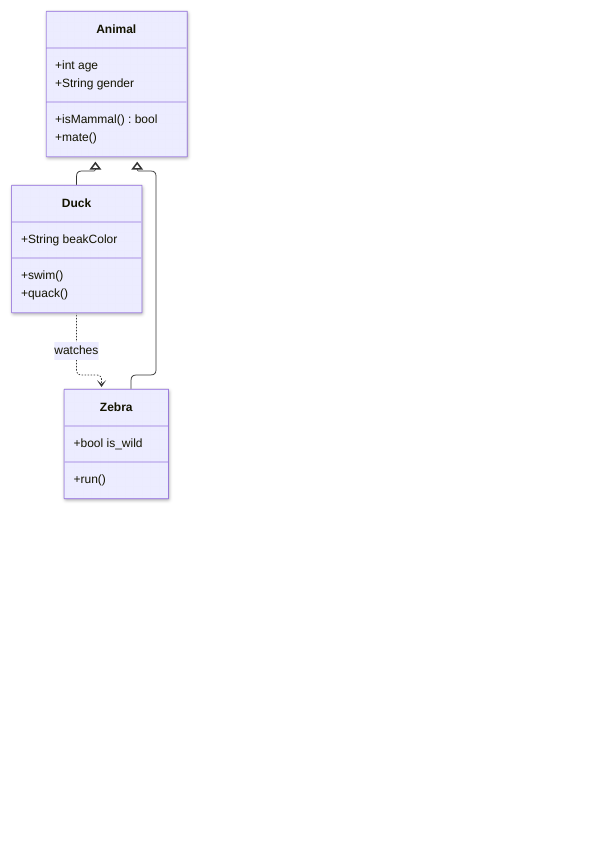 Animal
+int age
+String gender
+isMammal() : bool
+mate()
Duck
+String beakColor
+swim()
+quack()
watches
Zebra
+bool is_wild
+run()